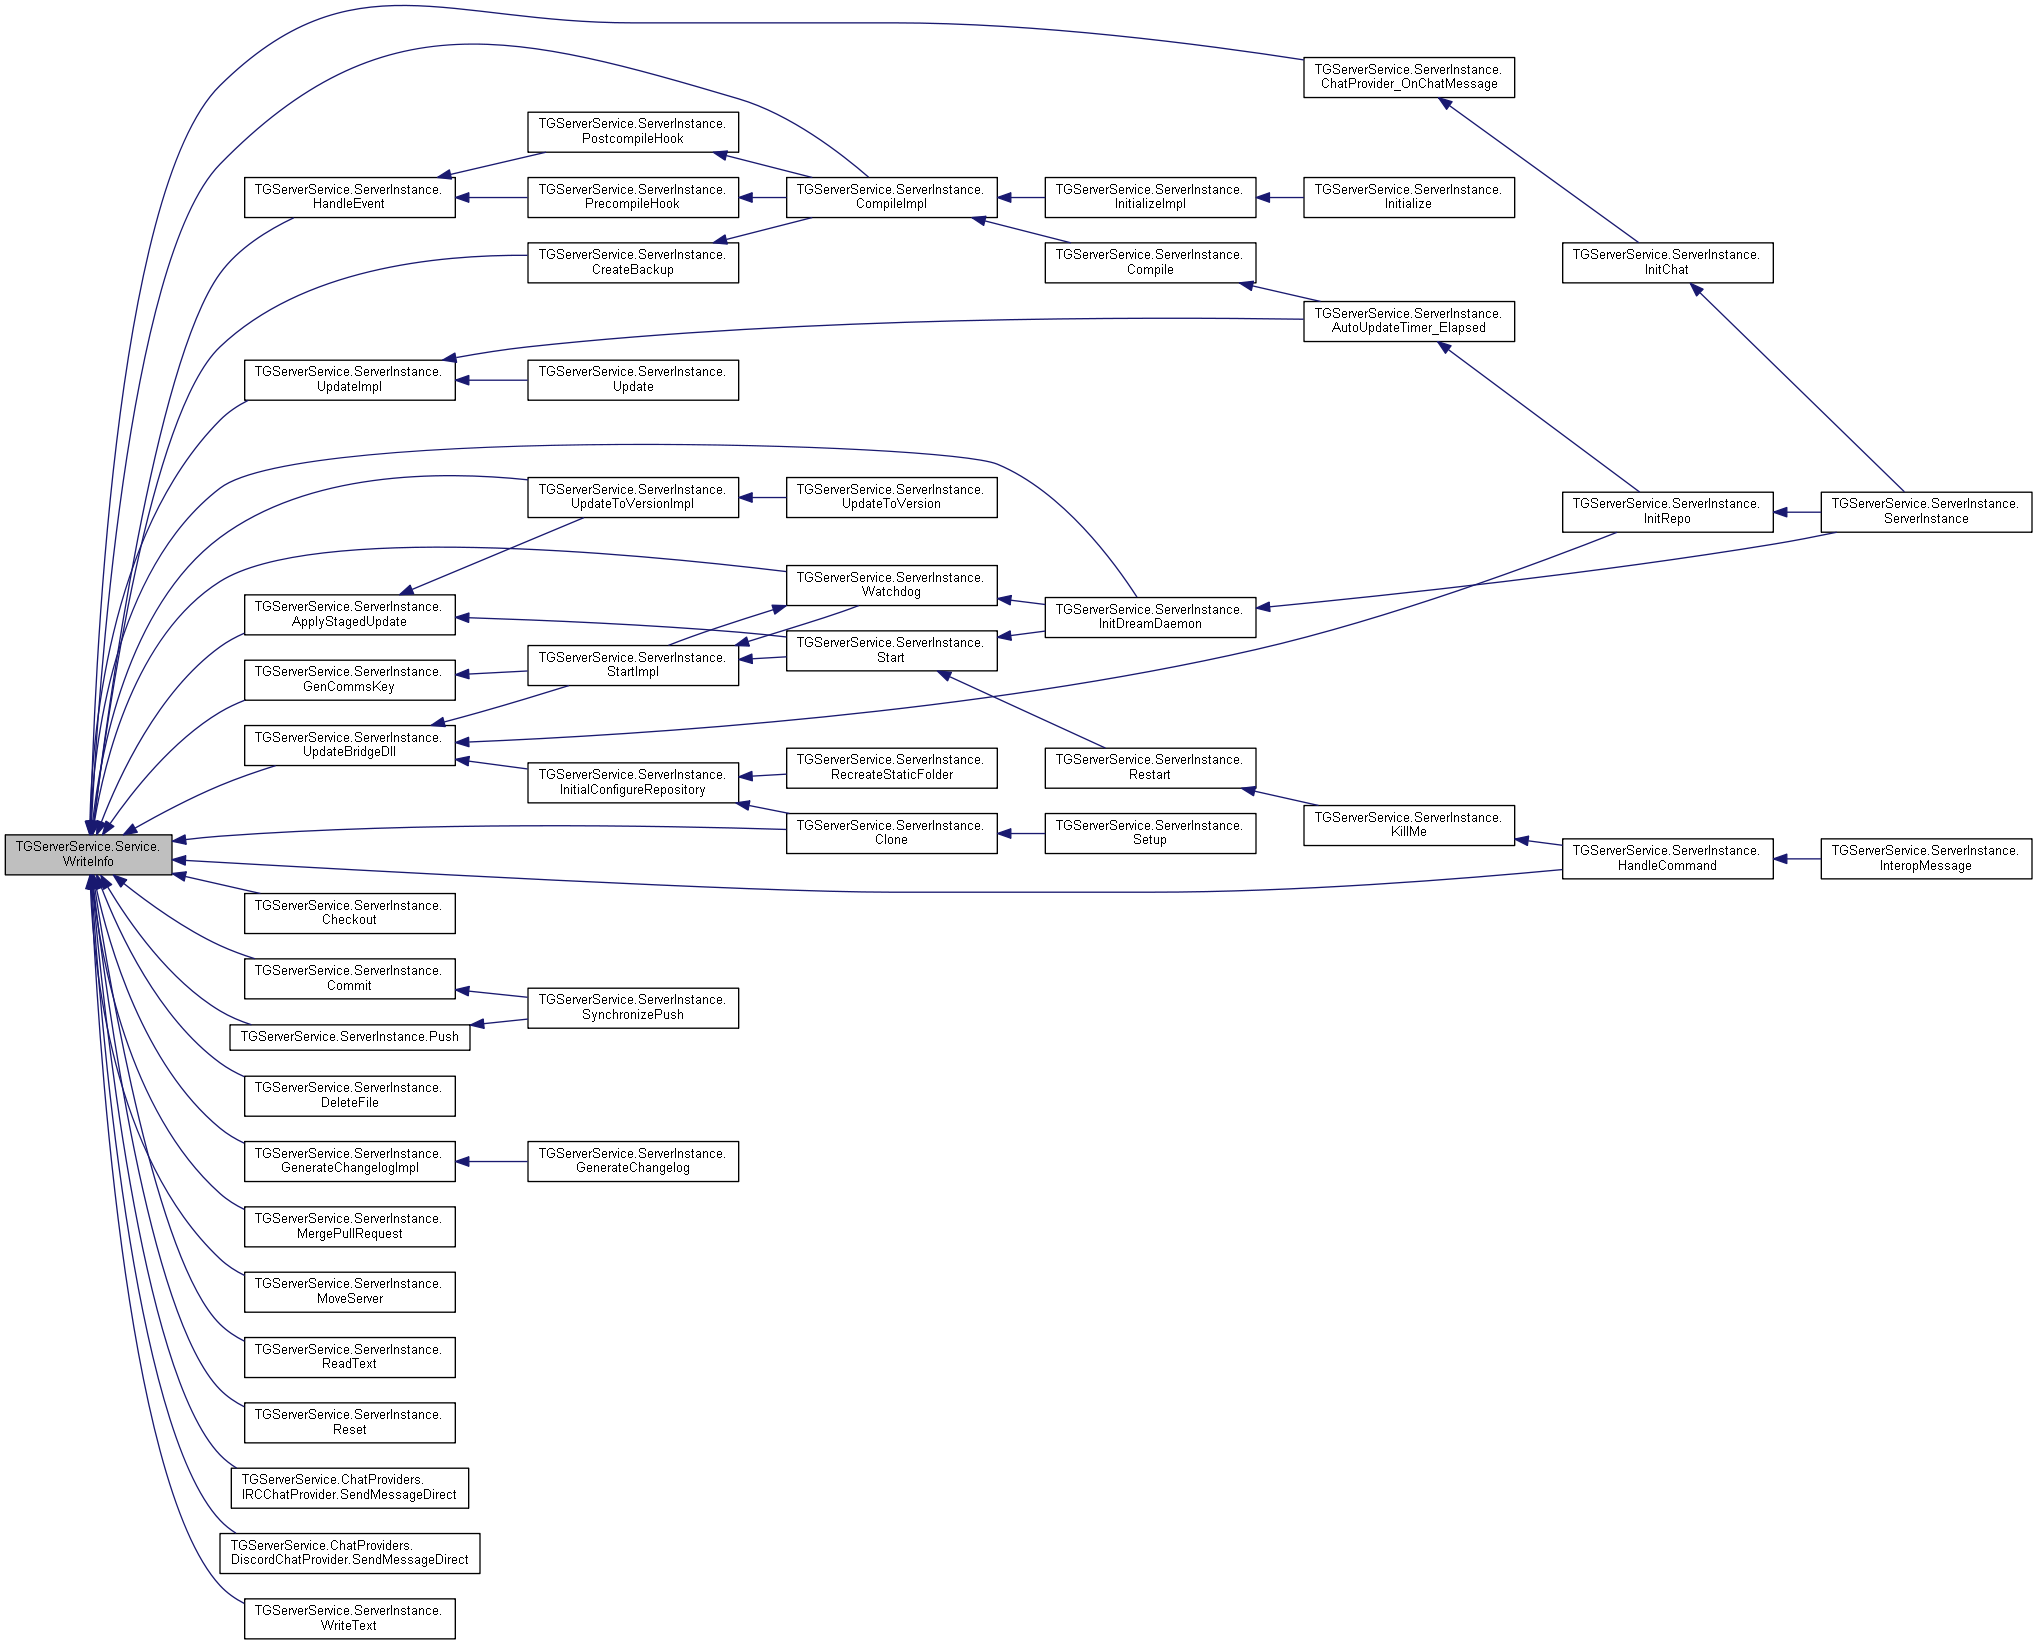 TGServerService.ServerInstance.
ChatProvider_OnChatMessage
TGServerService.ServerInstance.
PostcompileHook
TGServerService.ServerInstance.
HandleEvent
TGServerService.ServerInstance.
PrecompileHook
TGServerService.ServerInstance.
CompileImpl
TGServerService.ServerInstance.
InitializeImpl
TGServerService.ServerInstance.
Initialize
TGServerService.ServerInstance.
CreateBackup
TGServerService.ServerInstance.
Compile
TGServerService.ServerInstance.
InitChat
TGServerService.ServerInstance.
AutoUpdateTimer_Elapsed
TGServerService.ServerInstance.
UpdateImpl
TGServerService.ServerInstance.
Update
TGServerService.ServerInstance.
UpdateToVersionImpl
TGServerService.ServerInstance.
UpdateToVersion
TGServerService.ServerInstance.
InitRepo
TGServerService.ServerInstance.
ServerInstance
TGServerService.ServerInstance.
Watchdog
TGServerService.ServerInstance.
ApplyStagedUpdate
TGServerService.ServerInstance.
InitDreamDaemon
TGServerService.ServerInstance.
Start
TGServerService.ServerInstance.
StartImpl
TGServerService.ServerInstance.
GenCommsKey
TGServerService.ServerInstance.
UpdateBridgeDll
TGServerService.ServerInstance.
RecreateStaticFolder
TGServerService.ServerInstance.
Restart
TGServerService.ServerInstance.
InitialConfigureRepository
TGServerService.ServerInstance.
KillMe
TGServerService.ServerInstance.
Clone
TGServerService.ServerInstance.
Setup
TGServerService.Service.
WriteInfo
TGServerService.ServerInstance.
HandleCommand
TGServerService.ServerInstance.
InteropMessage
TGServerService.ServerInstance.
Checkout
TGServerService.ServerInstance.
Commit
TGServerService.ServerInstance.
SynchronizePush
TGServerService.ServerInstance.Push
TGServerService.ServerInstance.
DeleteFile
TGServerService.ServerInstance.
GenerateChangelogImpl
TGServerService.ServerInstance.
GenerateChangelog
TGServerService.ServerInstance.
MergePullRequest
TGServerService.ServerInstance.
MoveServer
TGServerService.ServerInstance.
ReadText
TGServerService.ServerInstance.
Reset
TGServerService.ChatProviders.
IRCChatProvider.SendMessageDirect
TGServerService.ChatProviders.
DiscordChatProvider.SendMessageDirect
TGServerService.ServerInstance.
WriteText